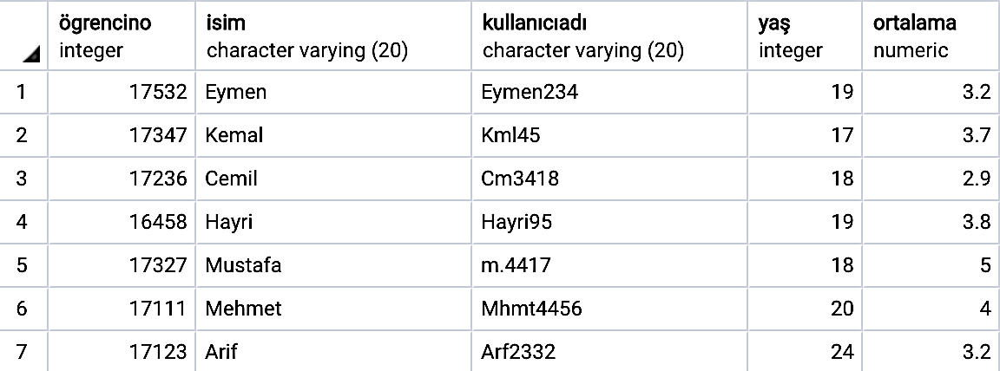 ögrencino isim kullanıcıadı yaş ortalama
integer character varying (20) character varying (20) integer numeric
1 17532 Eymen Eymen234 19 3.2
2 17347 Kemal Kml45 17 3.7
3 17236 Cemil Cm3418 18 2.9
4 16458 Hayri Hayri95 19 3.8
5 17327 Mustafa m.4417 18 5
6 17111 Mehmet Mhmt4456 20 4
7 17123 Arif Arf2332 24 3.2